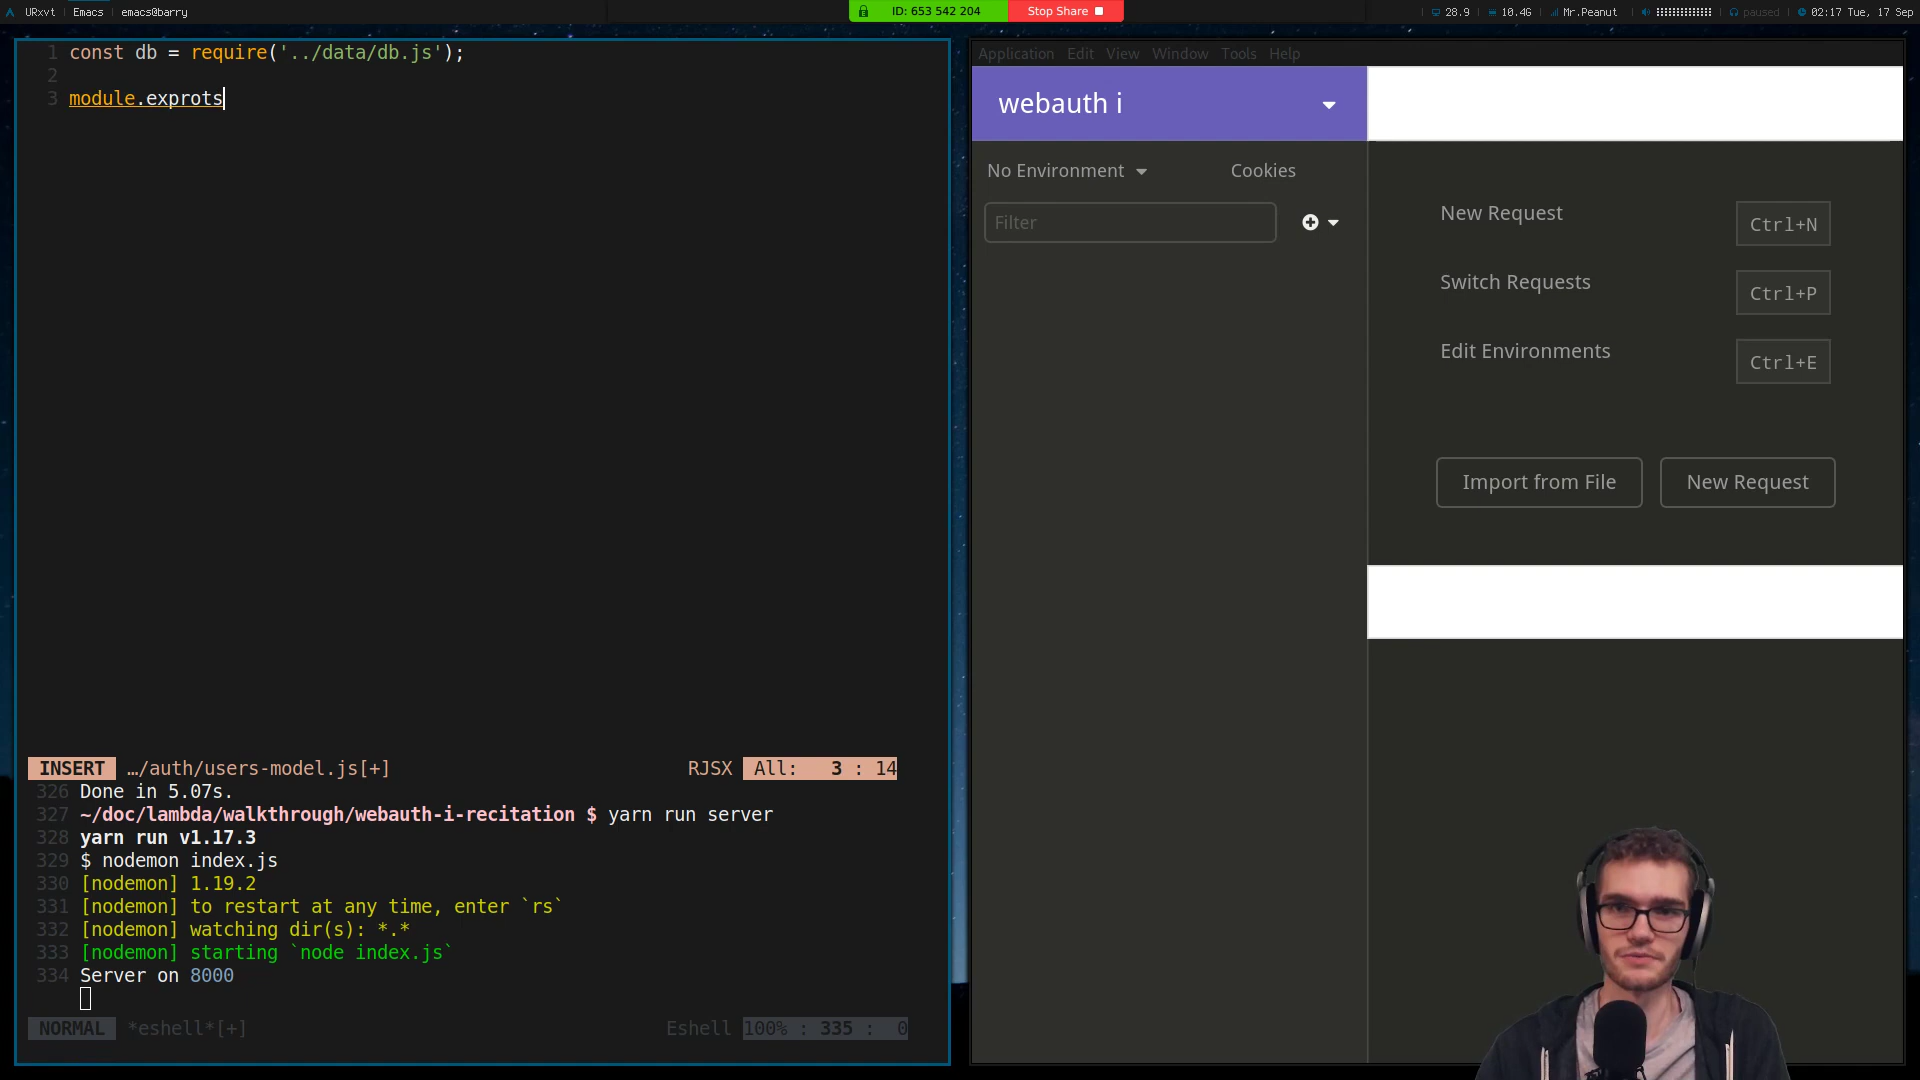 URxvt
Emacs
emacs@barry
ID: 653 542 204
Stop Share
28.9
10.4G
Mr.Peanut
paused
02:17 Tue, 17 Sep
1 const db = require('../data/db.js');
2
3 module.exprots
INSERT …/auth/users-model.js[+] RJSX All: 3 : 14
326 Done in 5.07s.
327 ~/doc/lambda/walkthrough/webauth-i-recitation $ yarn run server
328 yarn run v1.17.3
329 $ nodemon index.js
330 [nodemon] 1.19.2
331 [nodemon] to restart at any time, enter `rs`
332 [nodemon] watching dir(s): *.*
333 [nodemon] starting `node index.js`
334 Server on 8000
NORMAL *eshell*[+] Eshell 100% : 335 : 0
Application Edit View Window Tools Help
webauth i
No Environment
Cookies
Filter
New Request Ctrl+N
Switch Requests Ctrl+P
Edit Environments Ctrl+E
Import from File
New Request